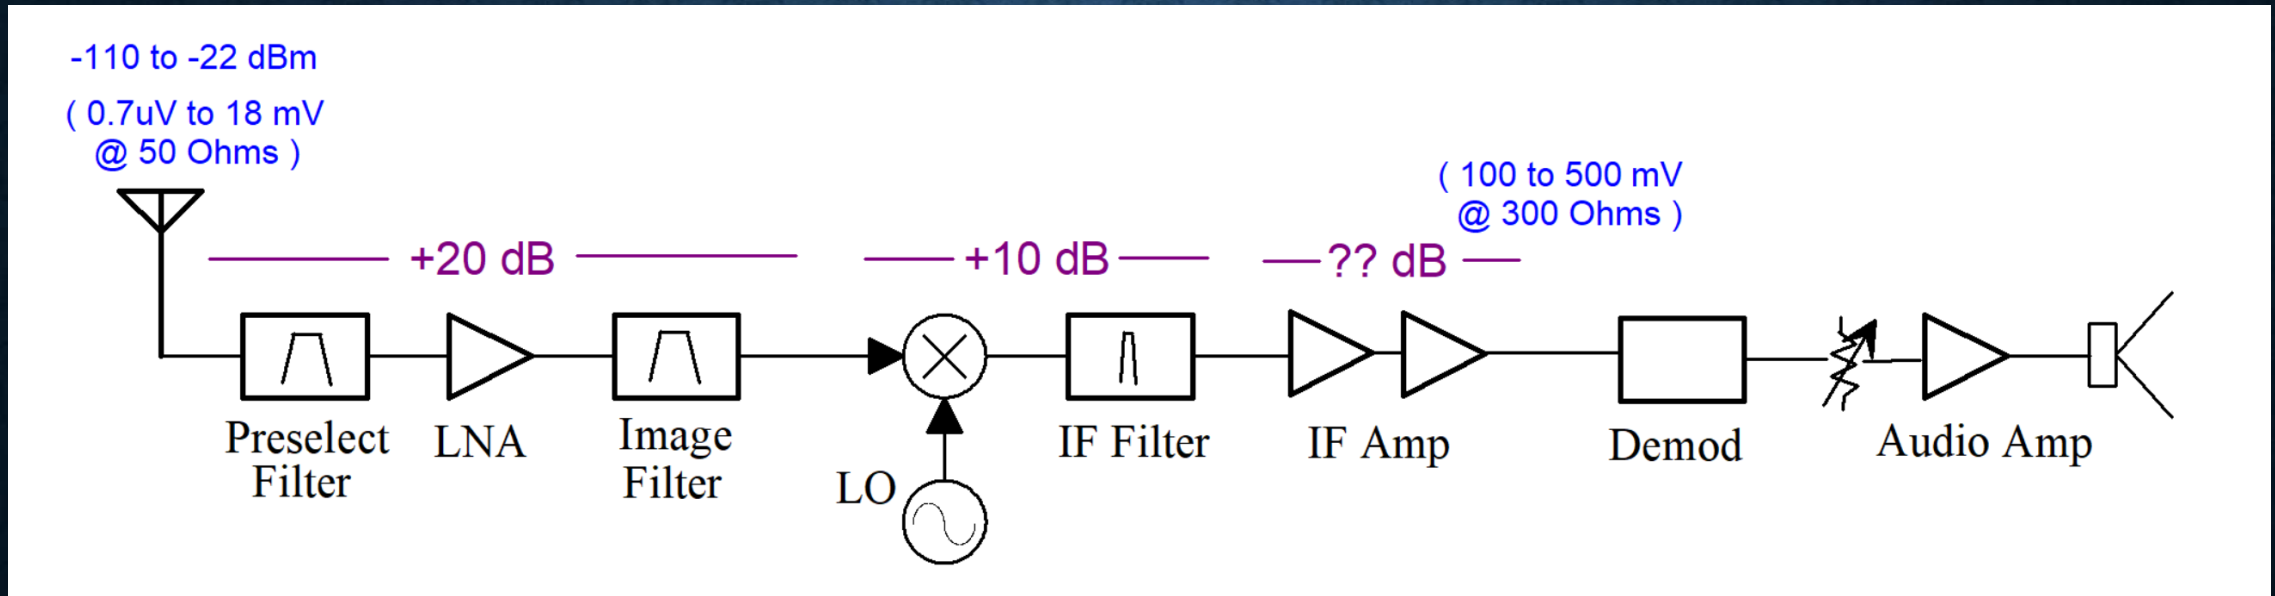 -110 to -22 dBm
( 0.7uV to 18 mV
@ 50 Ohms )
( 100 to 500 mV
@ 300 Ohms )
+20 dB
+10 dB
?? dB
Preselect
Filter
LNA
Image
Filter
LO
IF Filter
IF Amp
Demod
Audio Amp